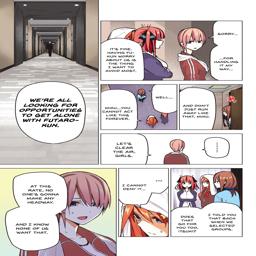 WE'RE ALL
LOOKING FOR
OPPORTUNITIES
TO GET ALONE
WITH FUTARO-
KUN.
SORRY...
...FOR
HANDLING
IT MY
WAY...
IT'S FINE.
HAVING
FU-KUN
WORRY
ABOUT US IS
THE THING
I WANT TO
AVOID MOST.
WELL...
MIKU...YOU
CANNOT ACT
LIKE THIS
FOREVER.
AND DON'T
JUST RUN
AWAY LIKE
THAT, MIKU.
......
LET'S
CLEAR
THE AIR,
GIRLS.
AT THIS
RATE, NO
ONE'S GONNA
MAKE ANY
HEADWAY.
AND I KNOW
NONE OF US
WANT THAT.
...I
CANNOT DENY
IT...
DOES
THAT GO
FOR YOU
TOO,
ITSUKI?
I TOLD YOU
THAT BACK
WHEN WE
SELECTED
GROUPS.